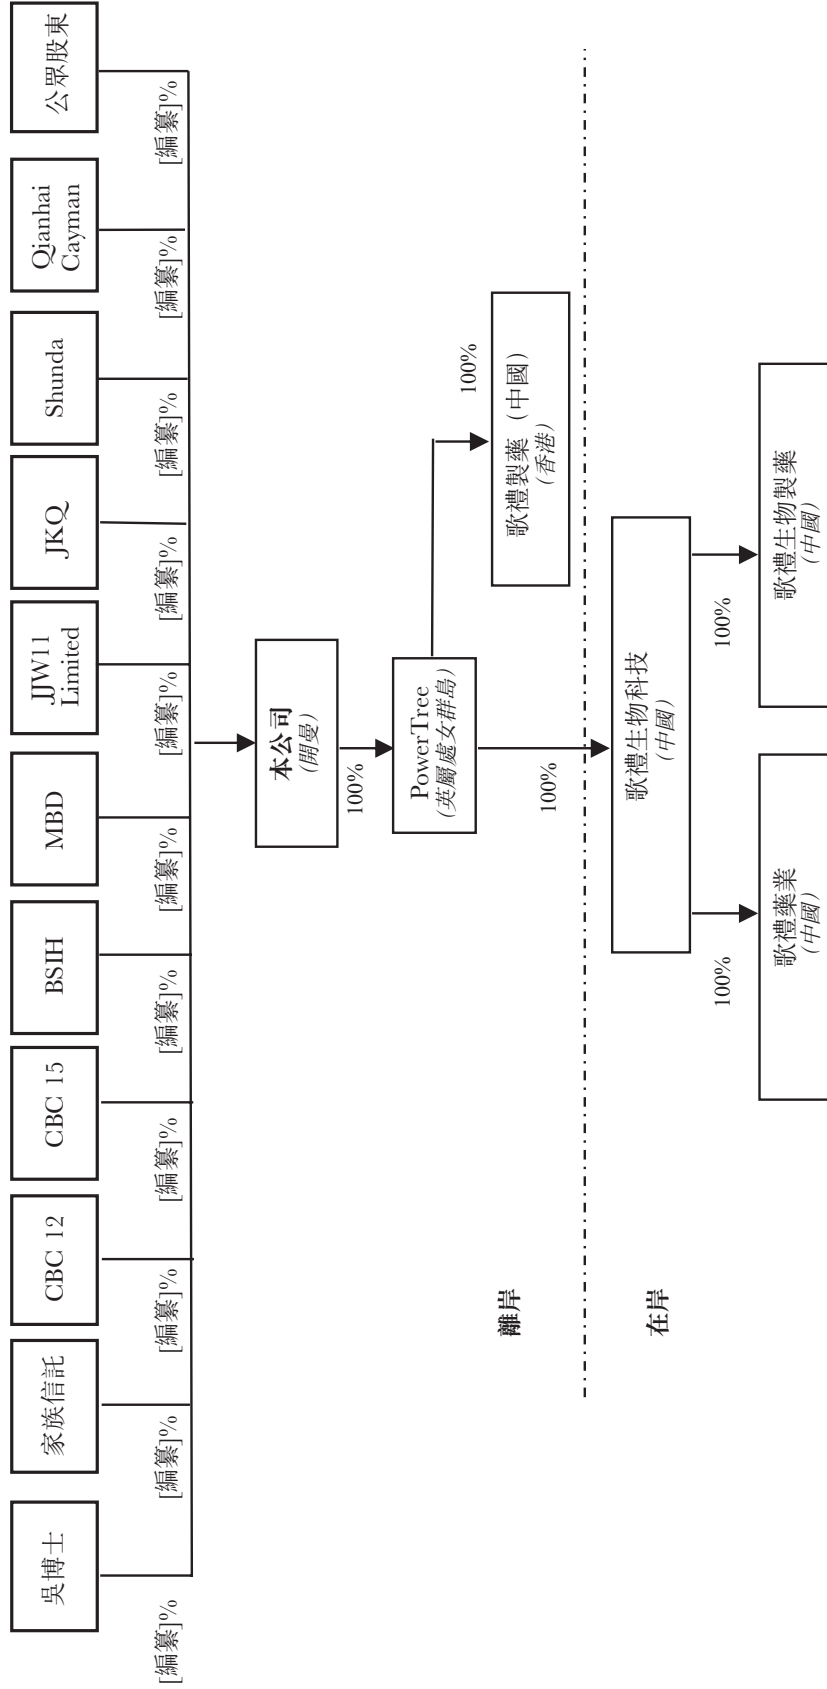 吳博士
家族信託
CBC 12
CBC 15
BSIH
MBD
JJW11
Limited
JKQ
Shunda
Qianhai
Cayman
公眾股東
[編纂]%
[編纂]%
[編纂]%
[編纂]%
[編纂]%
[編纂]%
[編纂]%
[編纂]%
[編纂]%
[編纂]%
[編纂]%
本公司
(開曼)
100%
PowerTree
(英屬處女群島)
100%
歌禮製藥（中國）
(香港)
離岸
100%
在岸
歌禮生物科技
(中國)
100%
100%
歌禮藥業
(中國)
歌禮生物製藥
(中國)